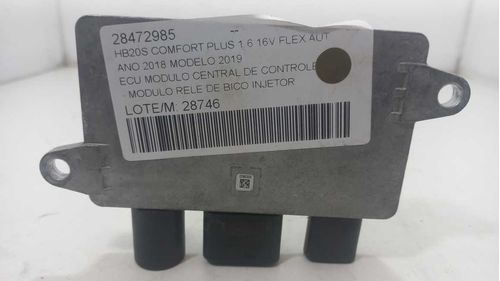 28472985
HB20S COMFORT PLUS 1.6 16V FLEX AUT
ANO 2018 MODELO 2019
ECU MODULO CENTRAL DE CONTROLE
- MODULO RELE DE BICO INJETOR
LOTE/M: 28746